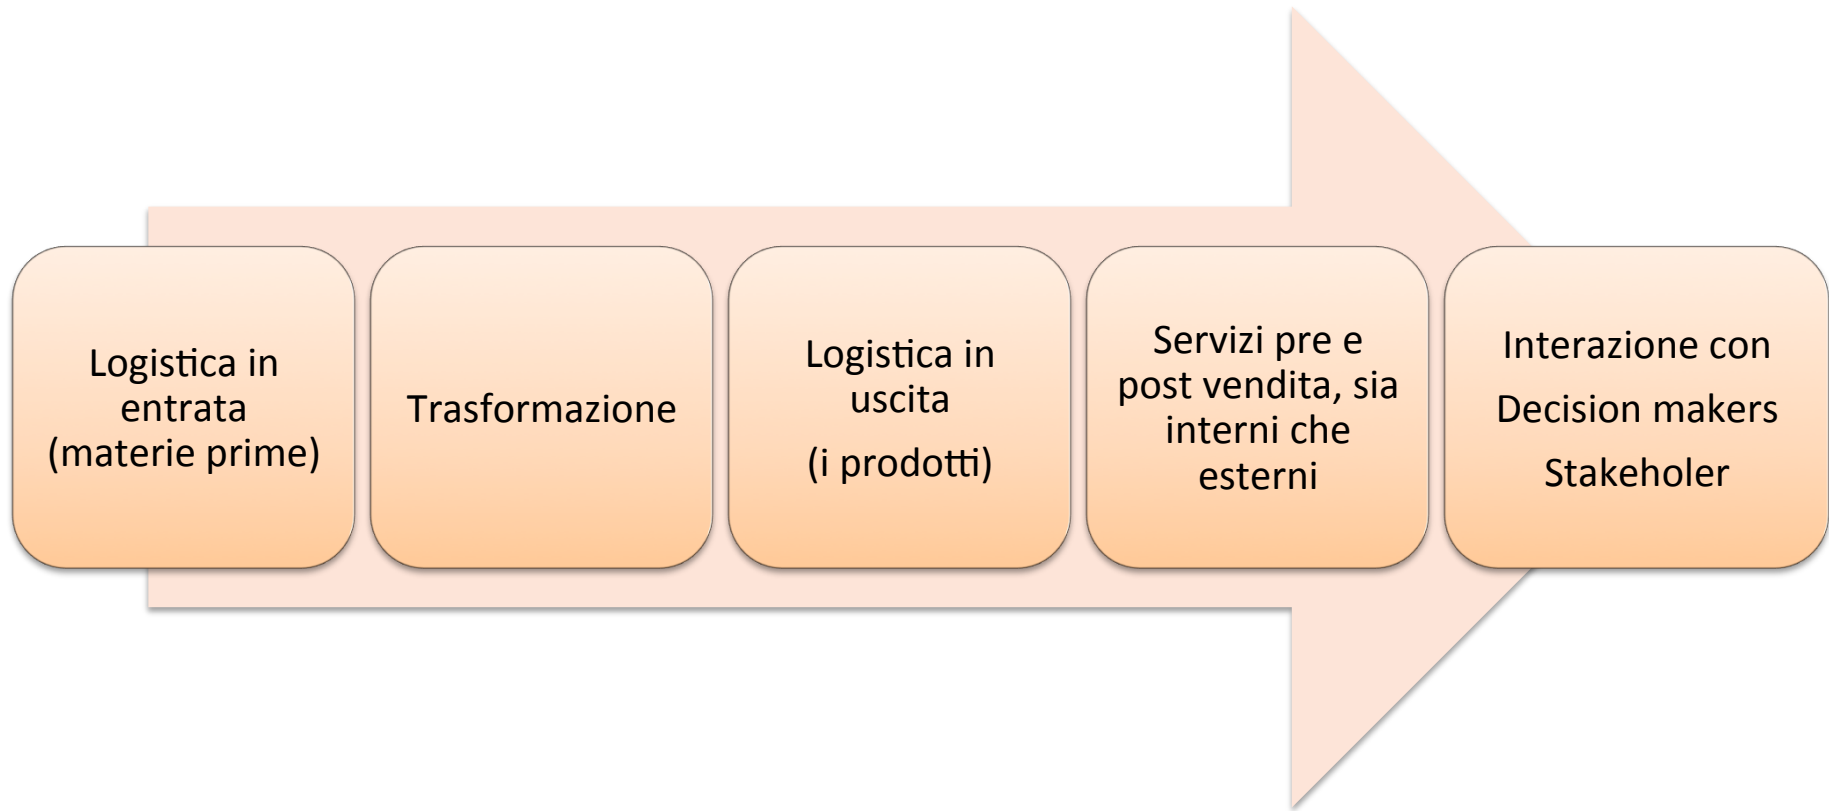 Logistica in
entrata
(materie prime)
Trasformazione
Logistica in
uscita
(i prodotti)
Servizi pre e
post vendita, sia
interni che
esterni
Interazione con
Decision makers
Stakeholer